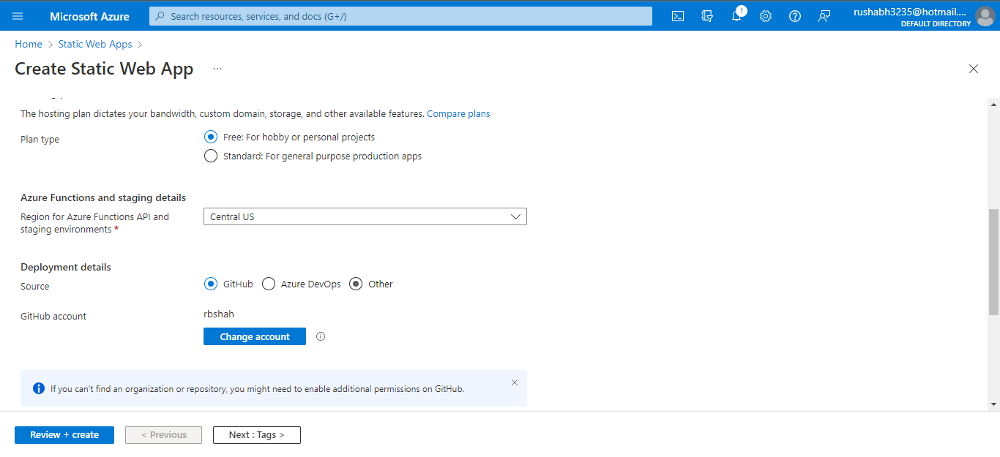 Microsoft Azure
Search resources, services, and docs (G+/)
1
rushabh3235@hotmail....
DEFAULT DIRECTORY
Home > Static Web Apps >
Create Static Web App ...
The hosting plan dictates your bandwidth, custom domain, storage, and other available features. Compare plans
Plan type
Free: For hobby or personal projects
Standard: For general purpose production apps
Azure Functions and staging details
Region for Azure Functions API and
staging environments *
Central US
Deployment details
Source
GitHub
Azure DevOps
Other
GitHub account
rbshah
Change account
If you can't find an organization or repository, you might need to enable additional permissions on GitHub.
Review + create
< Previous
Next : Tags >